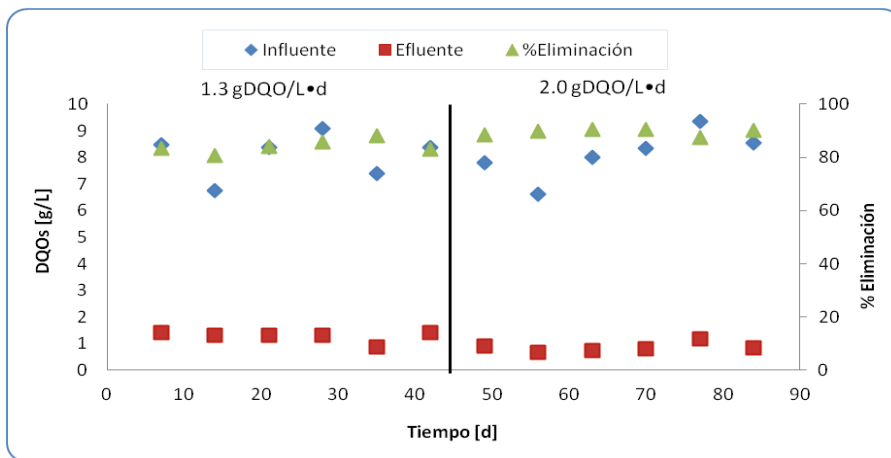 Influente Efluente %Eliminación
1.3 gDQO/L•d 2.0 gDQO/L•d
10 100
9
8 80
7
6 60
5
4 40
3
2 20
1
0 0
DQOs [g/L]
% Eliminación
0 10 20 30 40 50 60 70 80 90
Tiempo [d]